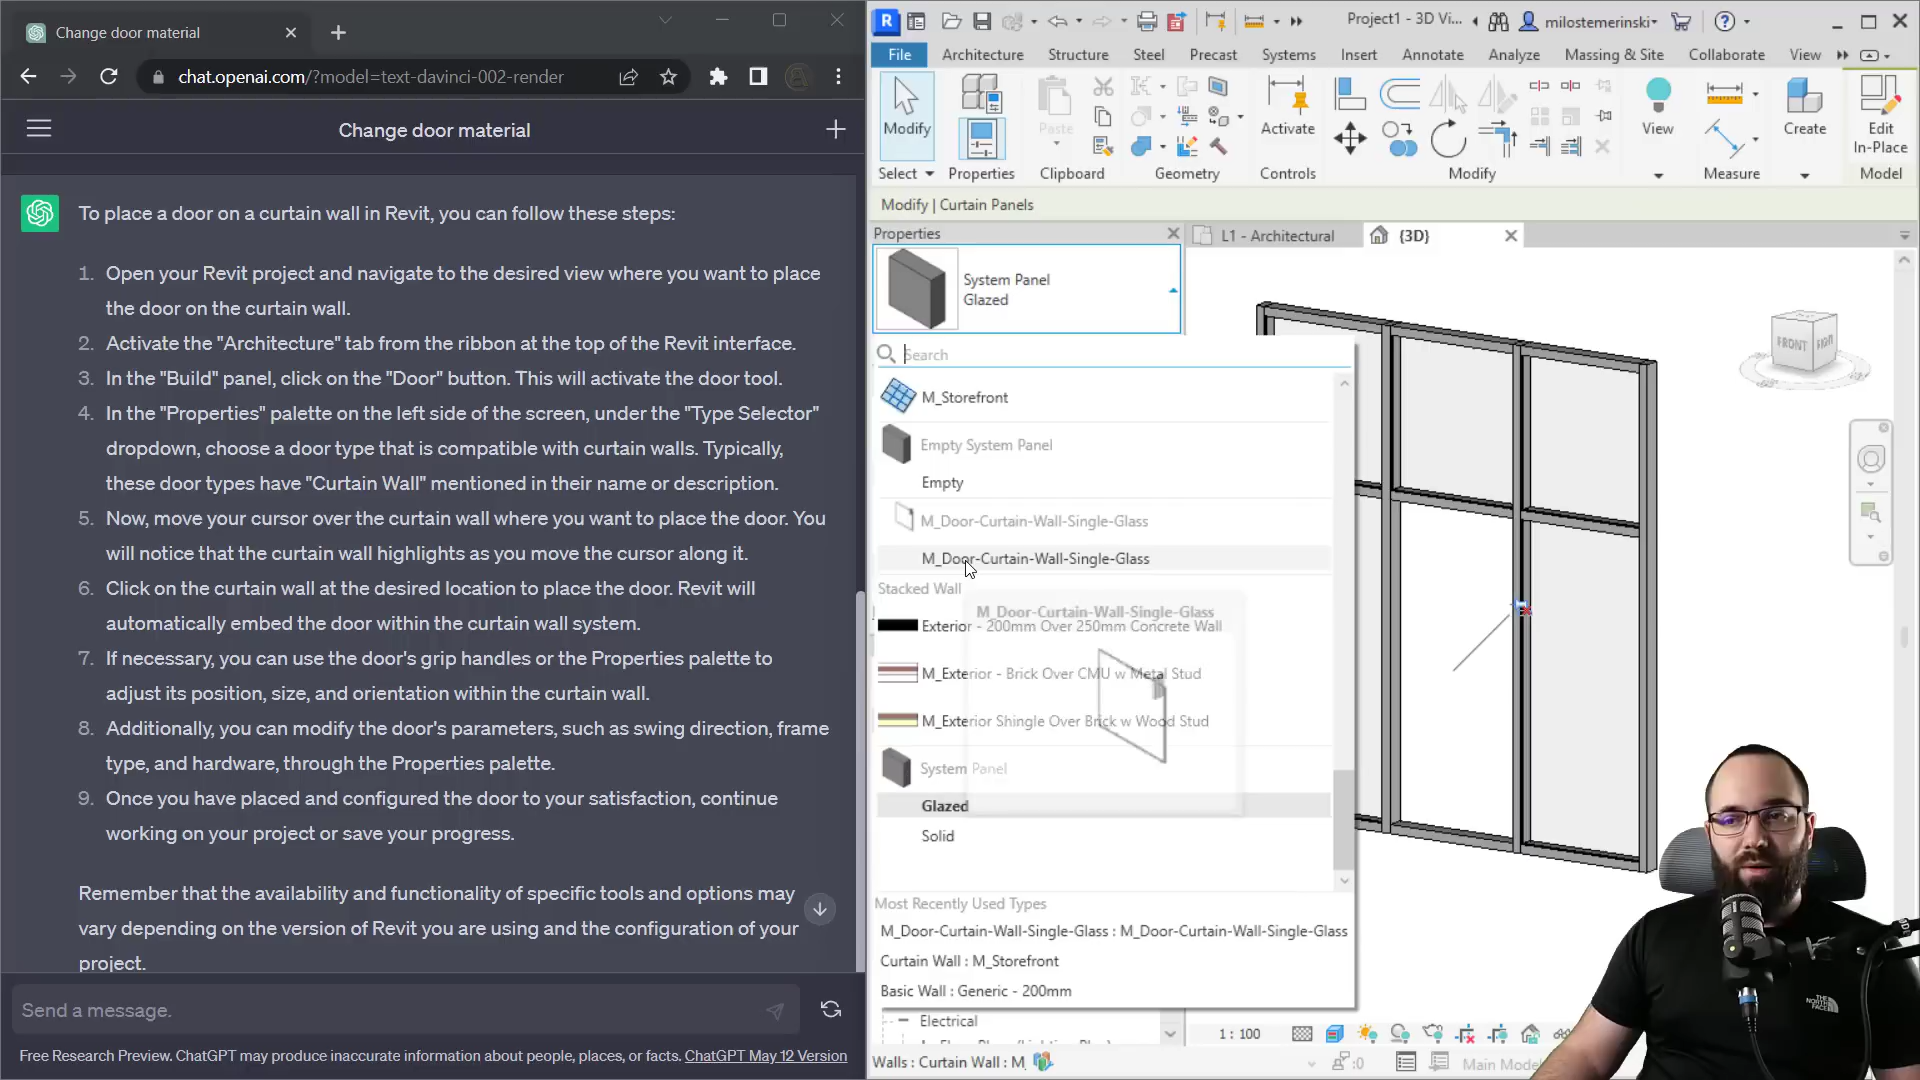 Change door material
chat.openai.com/?model=text-davinci-002-render
Change door material
To place a door on a curtain wall in Revit, you can follow these steps:
1. Open your Revit project and navigate to the desired view where you want to place
the door on the curtain wall.
2. Activate the "Architecture" tab from the ribbon at the top of the Revit interface.
3. In the "Build" panel, click on the "Door" button. This will activate the door tool.
4. In the "Properties" palette on the left side of the screen, under the "Type Selector"
dropdown, choose a door type that is compatible with curtain walls. Typically,
these door types have "Curtain Wall" mentioned in their name or description.
5. Now, move your cursor over the curtain wall where you want to place the door. You
will notice that the curtain wall highlights as you move the cursor along it.
6. Click on the curtain wall at the desired location to place the door. Revit will
automatically embed the door within the curtain wall system.
7. If necessary, you can use the door's grip handles or the Properties palette to
adjust its position, size, and orientation within the curtain wall.
8. Additionally, you can modify the door's parameters, such as swing direction, frame
type, and hardware, through the Properties palette.
9. Once you have placed and configured the door to your satisfaction, continue
working on your project or save your progress.
Remember that the availability and functionality of specific tools and options may
vary depending on the version of Revit you are using and the configuration of your
project.
Send a message.
Free Research Preview. ChatGPT may produce inaccurate information about people, places, or facts. ChatGPT May 12 Version
R Project1 - 3D Vi... milostemerinski
File Architecture Structure Steel Precast Systems Insert Annotate Analyze Massing & Site Collaborate View
Modify Paste Activate View Create Edit
In-Place
Select Properties Clipboard Geometry Controls Modify Measure Model
Modify | Curtain Panels
Properties
L1 - Architectural {3D}
System Panel
Glazed
Search
M_Storefront
Empty System Panel
Empty
M_Door-Curtain-Wall-Single-Glass
M_Door-Curtain-Wall-Single-Glass
Stacked Wall
M_Door-Curtain-Wall-Single-Glass
Exterior - 200mm Over 250mm Concrete Wall
M_Exterior - Brick Over CMU w Metal Stud
M_Exterior Shingle Over Brick w Wood Stud
System Panel
Glazed
Solid
Most Recently Used Types
M_Door-Curtain-Wall-Single-Glass : M_Door-Curtain-Wall-Single-Glass
Curtain Wall : M_Storefront
Basic Wall : Generic - 200mm
Electrical
1 : 100
Walls : Curtain Wall : M_
:0
Main Mode
FRONT
THE
NORTH
FACE